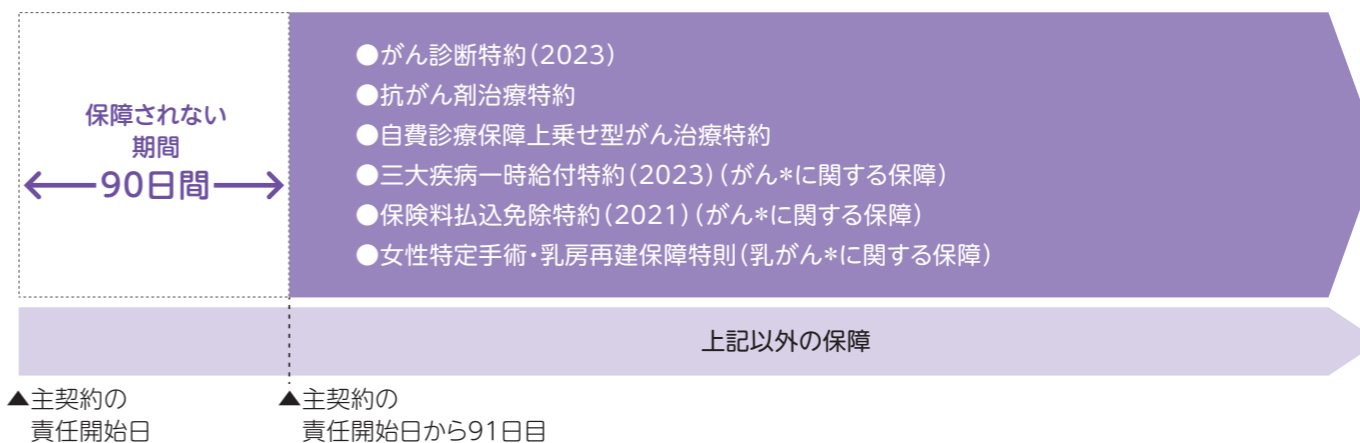 保障されない
期間
90日間
●がん診断特約(2023)
●抗がん剤治療特約
●自費診療保障上乗せ型がん治療特約
●三大疾病一時給付特約(2023)(がん*に関する保障)
●保険料払込免除特約(2021)(がん*に関する保障)
●女性特定手術・乳房再建保障特則(乳がん*に関する保障)
上記以外の保障
▲主契約の
責任開始日
▲主契約の
責任開始日から91日目